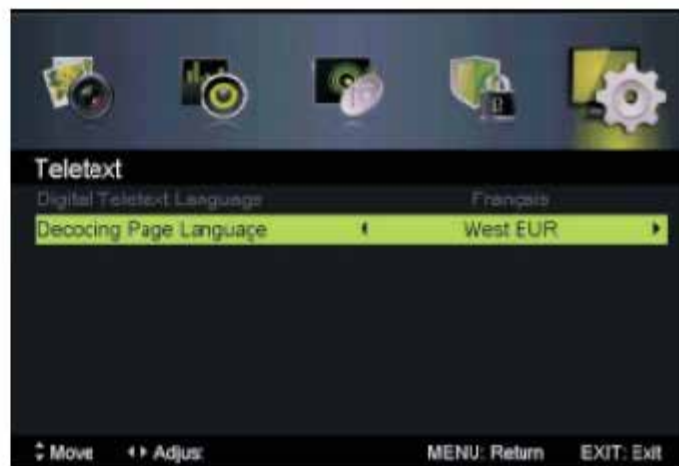 Teletext
Digital Teletext Language Français
Decocing Page Language West EUR
Move Adjus:
MENU: Return EXIT: Exit